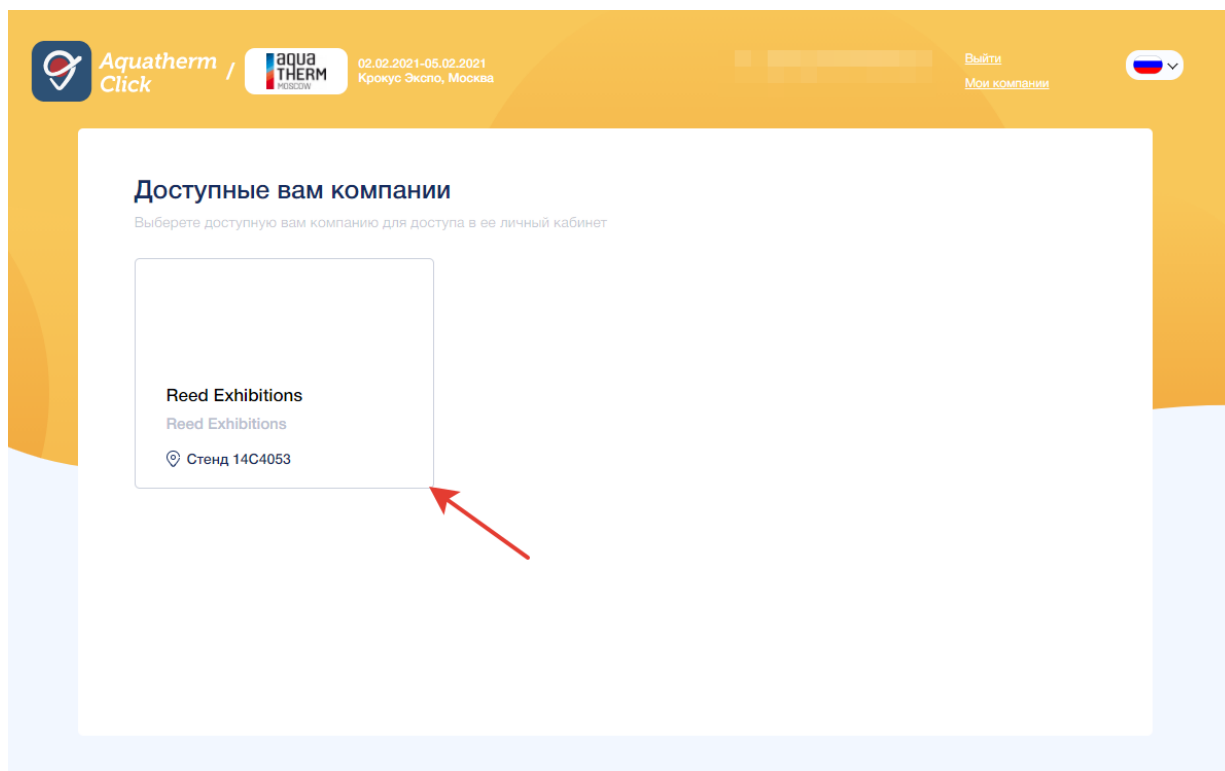 Aquatherm
Click
/
aqua
THERM
MOSCOW
02.02.2021-05.02.2021
Крокус Экспо, Москва
Выйти
Мои компании
Доступные вам компании
Выберете доступную вам компанию для доступа в ее личный кабинет
Reed Exhibitions
Reed Exhibitions
Стенд 14C4053